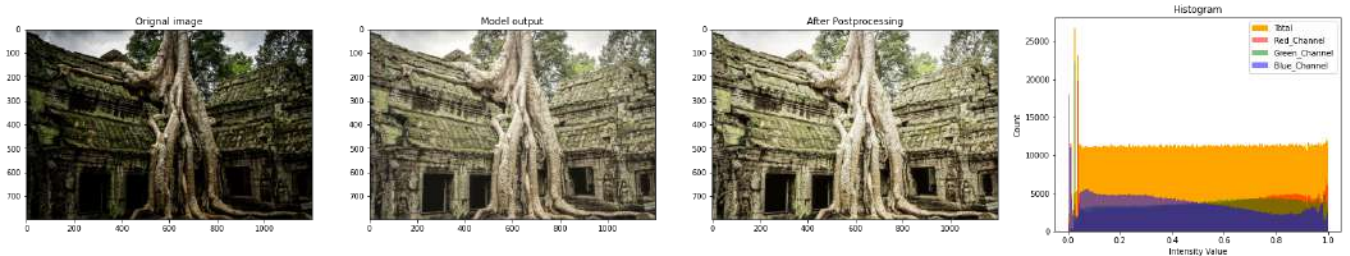 Orignal image
0
100
200
300
400
500
600
700
0 200 400 600 800 1000
Model output
0
100
200
300
400
500
600
700
0 200 400 600 800 1000
After Postprocessing
0
100
200
300
400
500
600
700
0 200 400 600 800 1000
Histogram
Total
Red_Channel
Green_Channel
Blue_Channel
Count
25000
20000
15000
10000
5000
0
0.0 0.2 0.4 0.6 0.8 1.0
Intensity Value